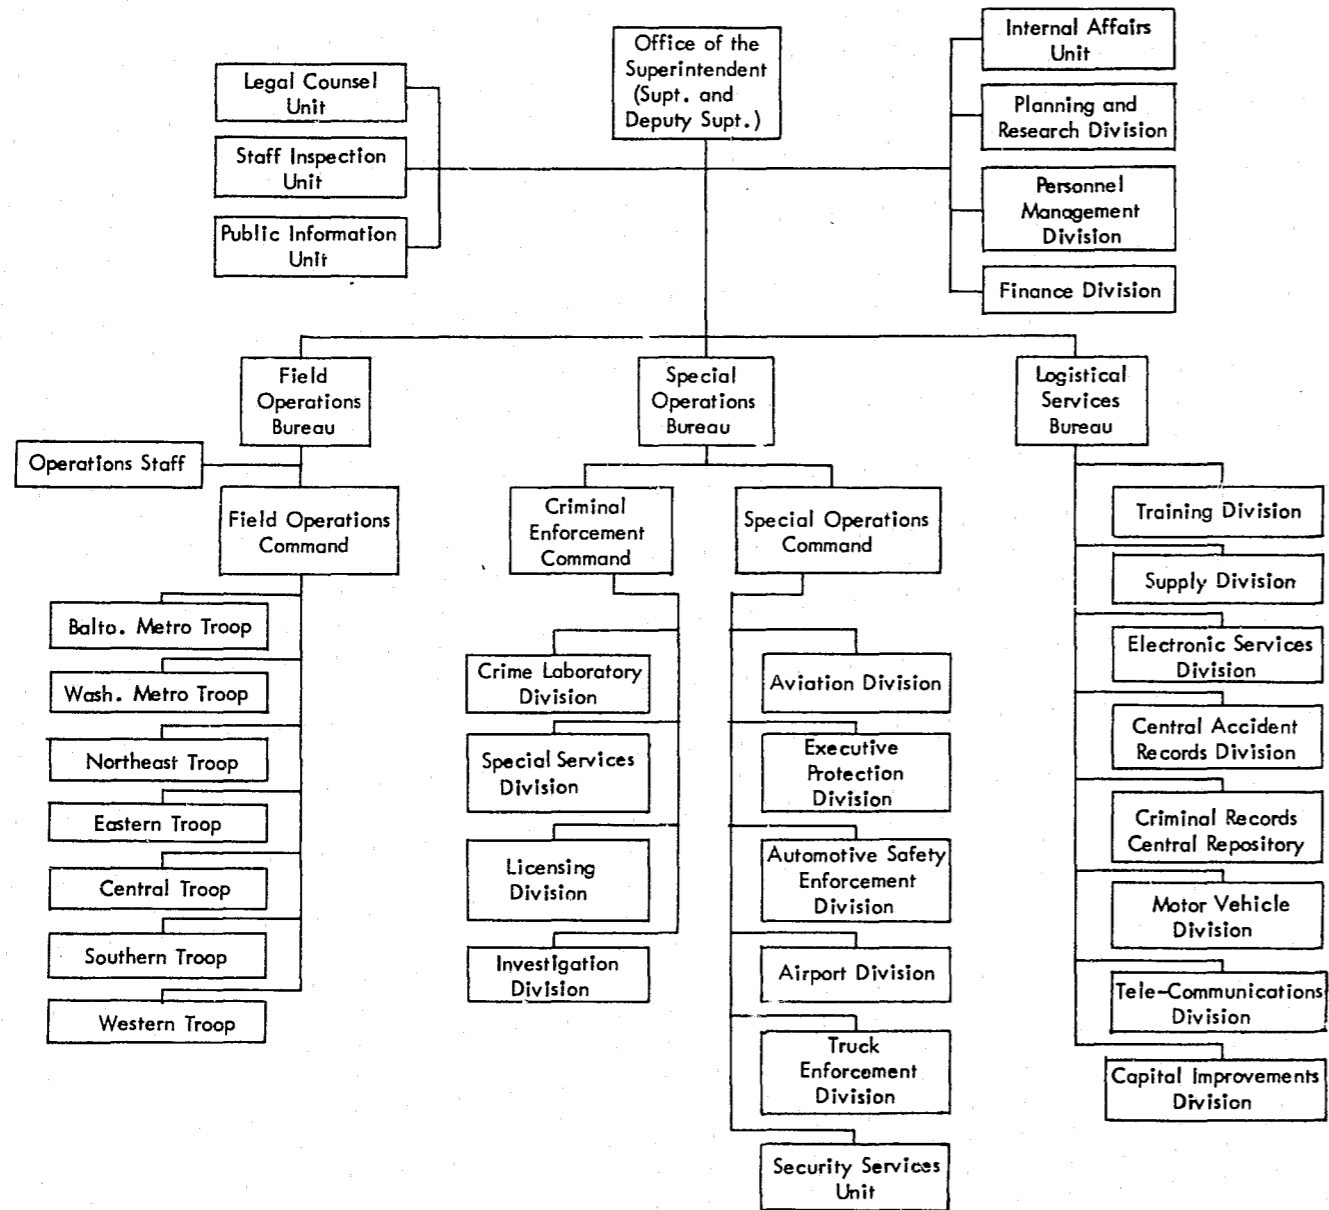 Office of the
Superintendent
(Supt. and
Deputy Supt.)
Legal Counsel
Unit
Staff Inspection
Unit
Public Information
Unit
Internal Affairs
Unit
Planning and
Research Division
Personnel
Management
Division
Finance Division
Field
Operations
Bureau
Special
Operations
Bureau
Logistical
Services
Bureau
Operations Staff
Field Operations
Command
Criminal
Enforcement
Command
Special Operations
Command
Balto. Metro Troop
Wash. Metro Troop
Northeast Troop
Eastern Troop
Central Troop
Southern Troop
Western Troop
Crime Laboratory
Division
Special Services
Division
Licensing
Division
Investigation
Division
Aviation Division
Executive
Protection
Division
Automotive Safety
Enforcement
Division
Airport Division
Truck
Enforcement
Division
Security Services
Unit
Training Division
Supply Division
Electronic Services
Division
Central Accident
Records Division
Criminal Records
Central Repository
Motor Vehicle
Division
Tele-Communications
Division
Capital Improvements
Division